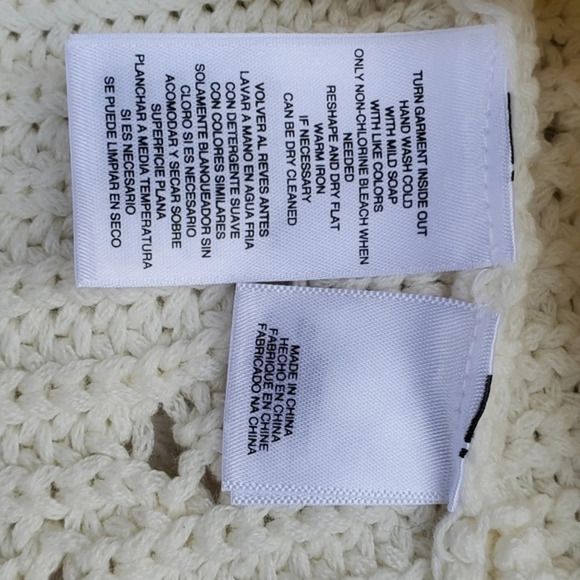 TURN GARMENT INSIDE OUT
HAND WASH COLD
WITH MILD SOAP
WITH LIKE COLORS
ONLY NON-CHLORINE BLEACH WHEN
NEEDED
RESHAPE AND DRY FLAT
WARM IRON
IF NECESSARY
CAN BE DRY CLEANED
VOLVER AL REVES ANTES
LAVAR A MANO EN AGUA FRIA
CON DETERGENTE SUAVE
CON COLORES SIMILARES
SOLAMENTE BLANQUEADOR SIN
CLORO SI ES NECESARIO
ACOMODAR Y SECAR SOBRE
SUPERFICIE PLANA
PLANCHAR A MEDIA TEMPERATURA
SI ES NECESARIO
SE PUEDE LIMPIAR EN SECO
MADE IN CHINA
HECHO EN CHINA
FABRIQUE EN CHINE
FABRICADO NA CHINA